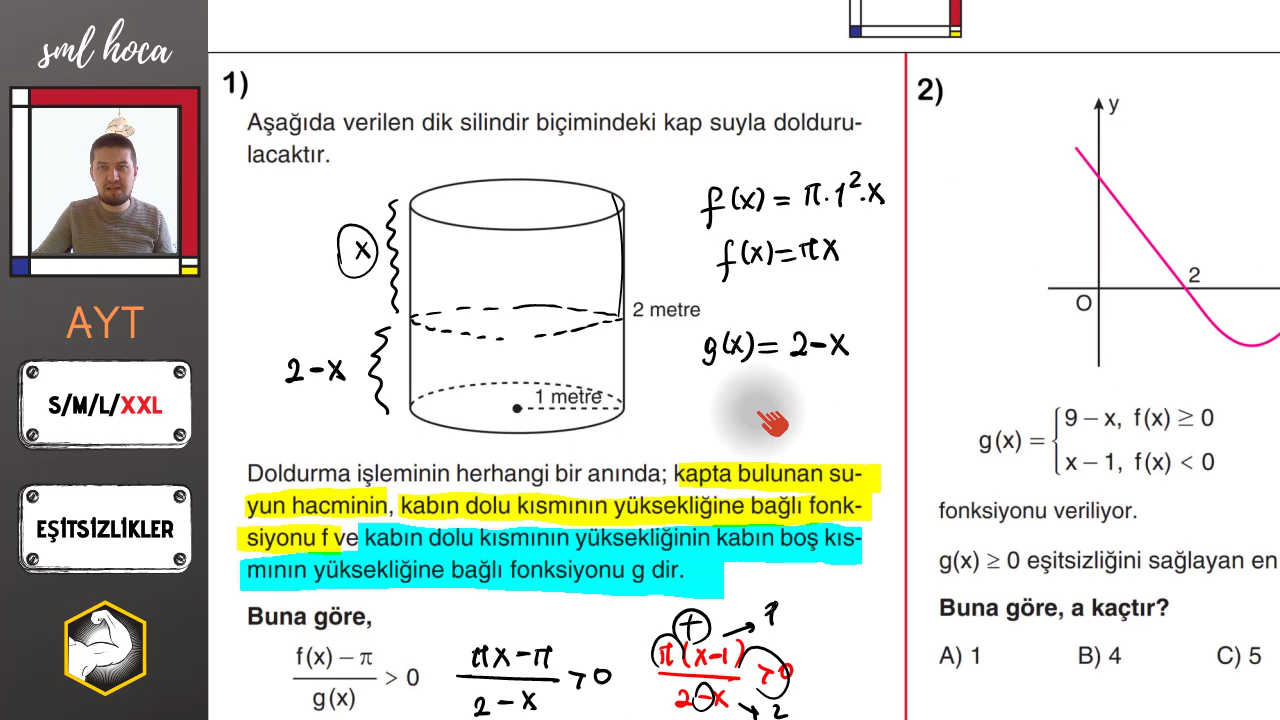 sml hoca
AYT
S/M/L/XXL
EŞİTSİZLİKLER
1)
Aşağıda verilen dik silindir biçimindeki kap suyla dolduru-
lacaktır.
x
2-x
2 metre
1 metre
f(x) = π.1².x
f(x)=πx
g(x)= 2-x
Doldurma işleminin herhangi bir anında; kapta bulunan su-
yun hacminin, kabın dolu kısmının yüksekliğine bağlı fonk-
siyonu f ve kabın dolu kısmının yüksekliğinin kabın boş kıs-
mının yüksekliğine bağlı fonksiyonu g dir.
Buna göre,
f(x) – π
g(x)
> 0
πx-π
2-x
>0
+
→ 1
π(x-1)
2-x
>0
→ 2
2)
y
2
O
g(x) =
9 – x, f(x) ≥ 0
x – 1, f(x) < 0
fonksiyonu veriliyor.
g(x) ≥ 0 eşitsizliğini sağlayan en
Buna göre, a kaçtır?
A) 1 B) 4 C) 5